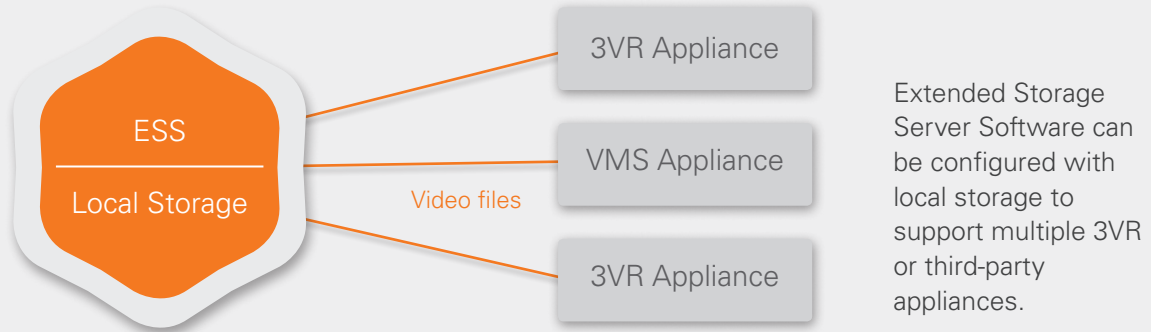 ESS
Local Storage
Video files
3VR Appliance
VMS Appliance
3VR Appliance
Extended Storage
Server Software can
be configured with
local storage to
support multiple 3VR
or third-party
appliances.